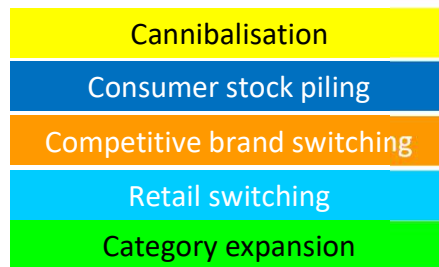 Cannibalisation
Consumer stock piling
Competitive brand switching
Retail switching
Category expansion